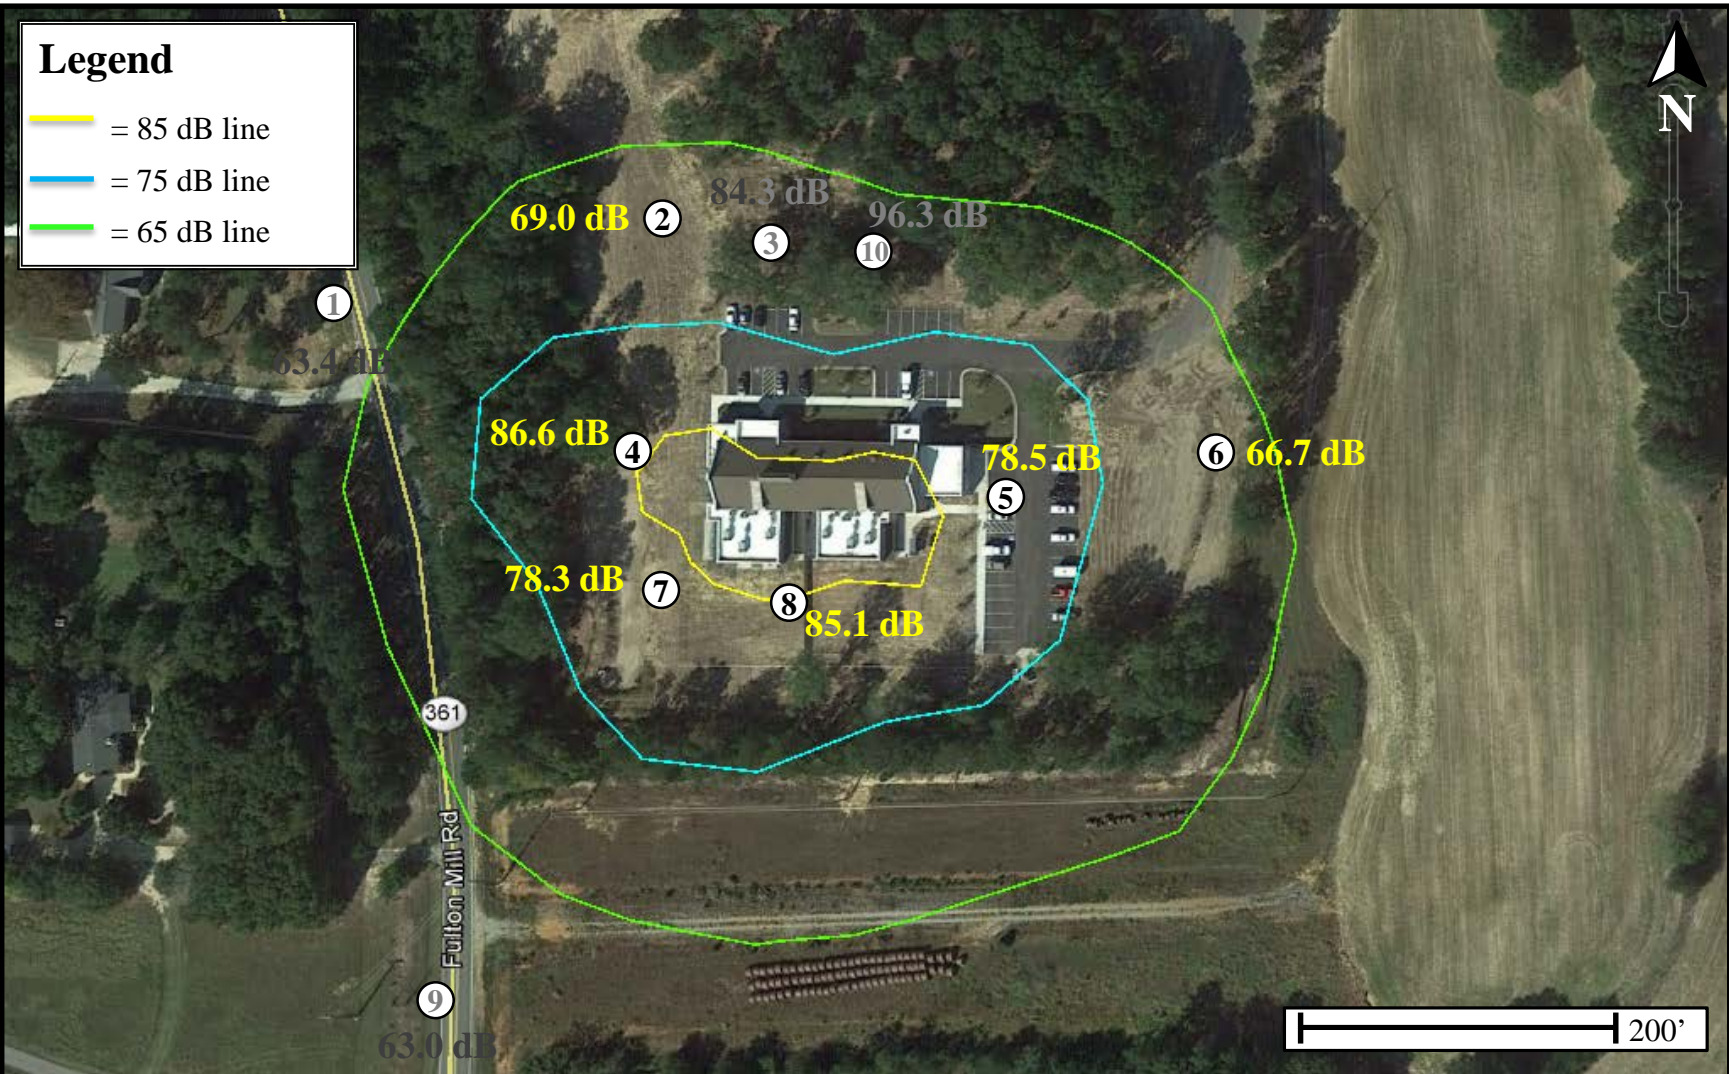 Legend
= 85 dB line
= 75 dB line
= 65 dB line
N
84.3 dB
69.0 dB
2
96.3 dB
3
10
1
63.4 dB
86.6 dB
4
78.5 dB
6
66.7 dB
5
78.3 dB
7
8
85.1 dB
361
Fulton Mill Rd
9
63.0 dB
200’